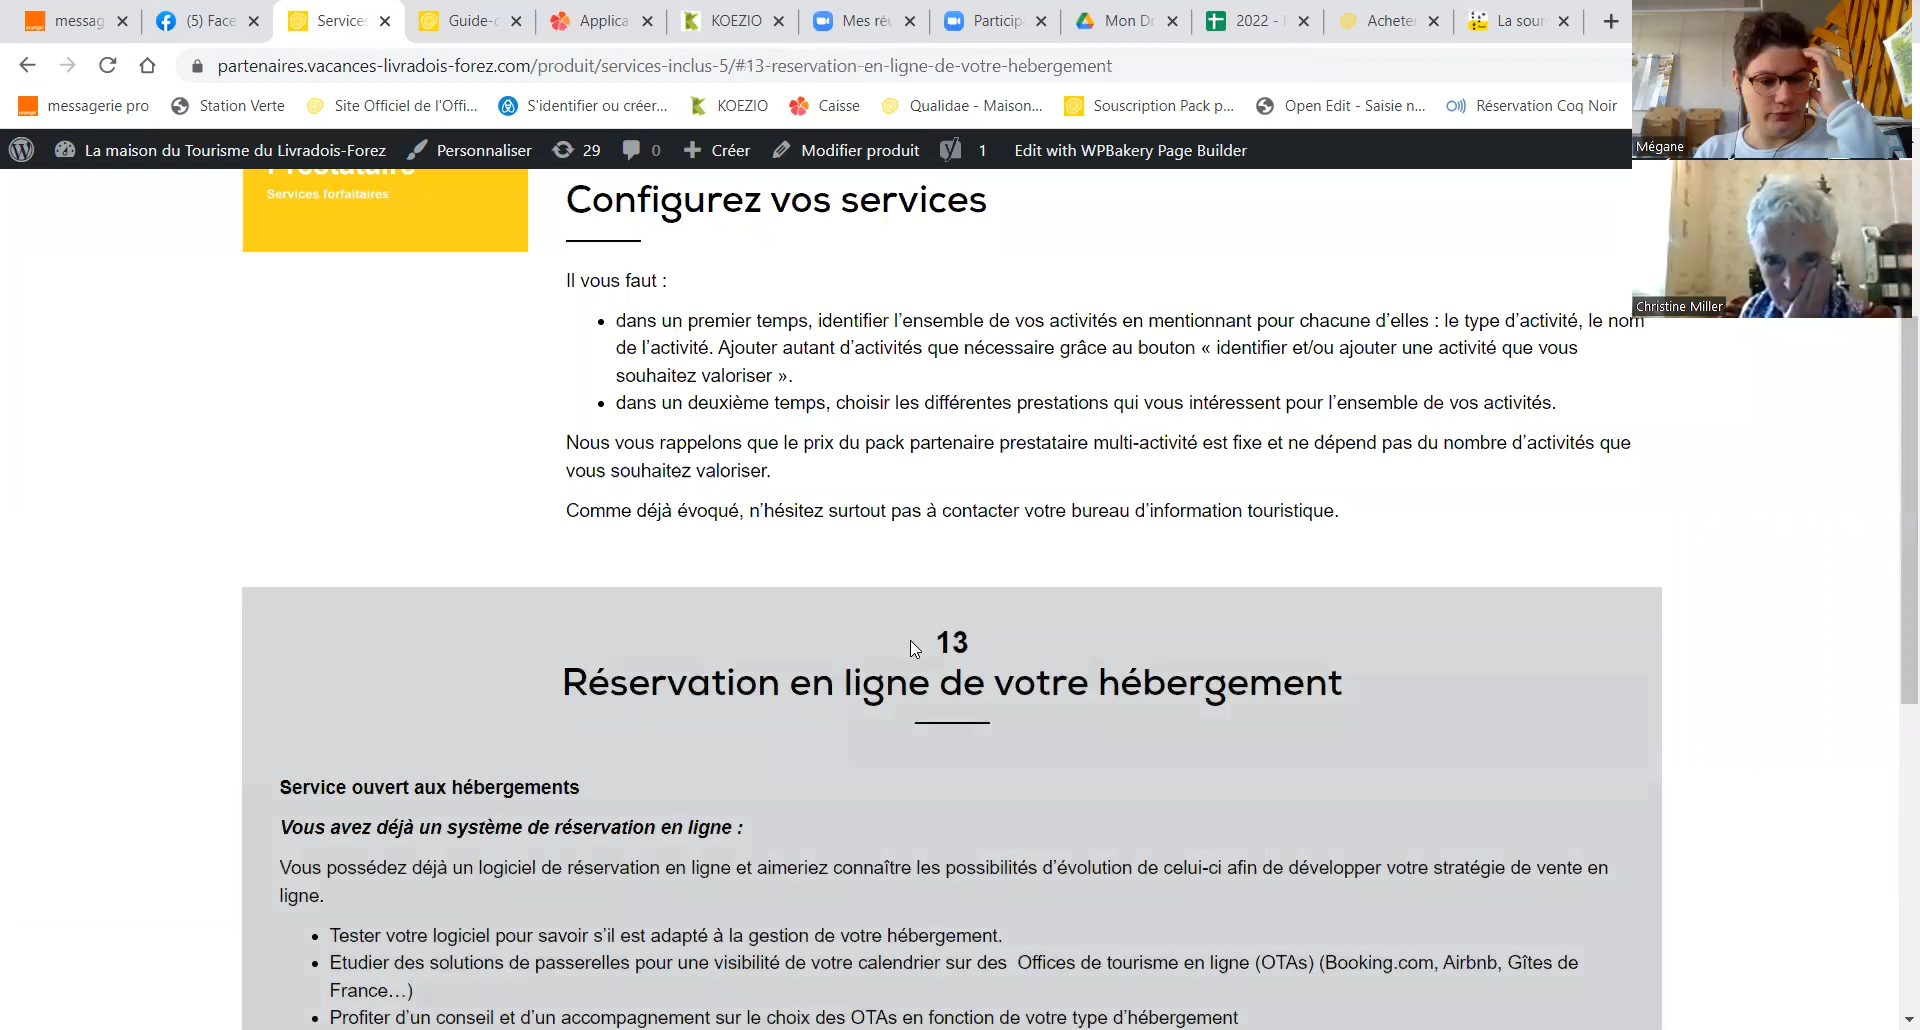 messag
(5) Face
Services
Guide-c
Applica
KOEZIO
Mes ré
Particip
Mon D
2022 -
Acheter
La sour
partenaires.vacances-livradois-forez.com/produit/services-inclus-5/#13-reservation-en-ligne-de-votre-hebergement
messagerie pro
Station Verte
Site Officiel de l'Offi...
S'identifier ou créer...
KOEZIO
Caisse
Qualidae - Maison...
Souscription Pack p...
Open Edit - Saisie n...
Réservation Coq Noir
Mégane
La maison du Tourisme du Livradois-Forez
Personnaliser
29
0
Créer
Modifier produit
1
Edit with WPBakery Page Builder
Prestataire
Services forfaitaires
Configurez vos services
Il vous faut :
Christine Miller
• dans un premier temps, identifier l'ensemble de vos activités en mentionnant pour chacune d'elles : le type d'activité, le nom
de l'activité. Ajouter autant d'activités que nécessaire grâce au bouton « identifier et/ou ajouter une activité que vous
souhaitez valoriser ».
• dans un deuxième temps, choisir les différentes prestations qui vous intéressent pour l'ensemble de vos activités.
Nous vous rappelons que le prix du pack partenaire prestataire multi-activité est fixe et ne dépend pas du nombre d'activités que
vous souhaitez valoriser.
Comme déjà évoqué, n'hésitez surtout pas à contacter votre bureau d'information touristique.
13
Réservation en ligne de votre hébergement
Service ouvert aux hébergements
Vous avez déjà un système de réservation en ligne :
Vous possédez déjà un logiciel de réservation en ligne et aimeriez connaître les possibilités d'évolution de celui-ci afin de développer votre stratégie de vente en
ligne.
• Tester votre logiciel pour savoir s'il est adapté à la gestion de votre hébergement.
• Etudier des solutions de passerelles pour une visibilité de votre calendrier sur des Offices de tourisme en ligne (OTAs) (Booking.com, Airbnb, Gîtes de
France…)
• Profiter d'un conseil et d'un accompagnement sur le choix des OTAs en fonction de votre type d'hébergement